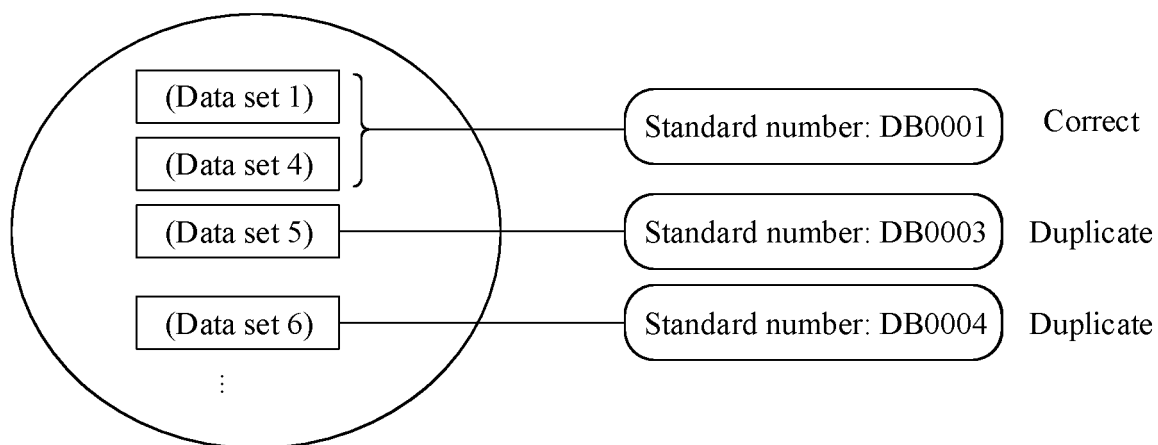 (Data set 1)
(Data set 4)
Standard number: DB0001
Correct
(Data set 5)
Standard number: DB0003
Duplicate
(Data set 6)
Standard number: DB0004
Duplicate
⋮